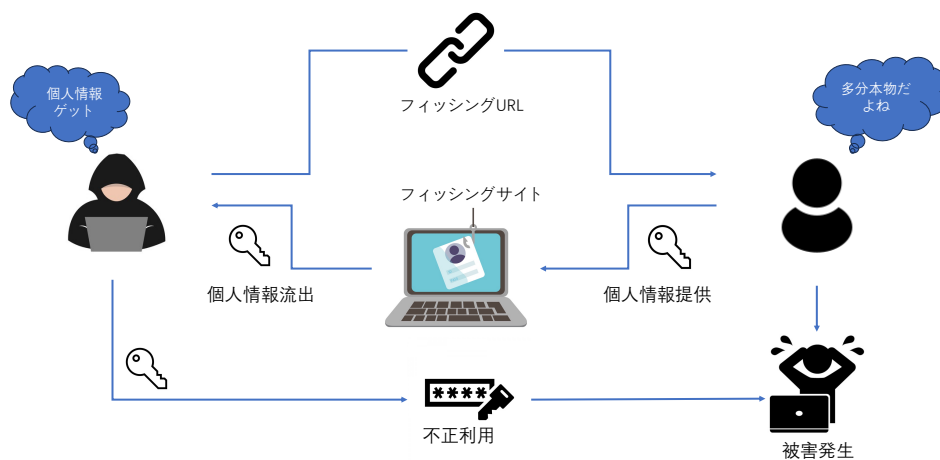 フィッシングURL
個人情報
ゲット
多分本物だ
よね
フィッシングサイト
個人情報流出
個人情報提供
****
不正利用
被害発生